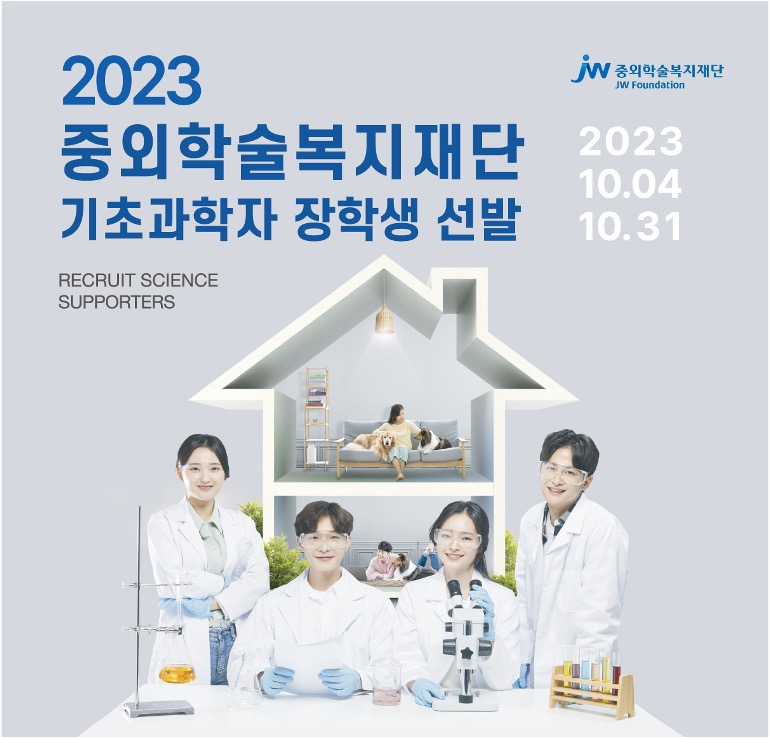 2023
중외학술복지재단
기초과학자 장학생 선발
RECRUIT SCIENCE
SUPPORTERS
JW 중외학술복지재단
JW Foundation
2023
10.04
10.31